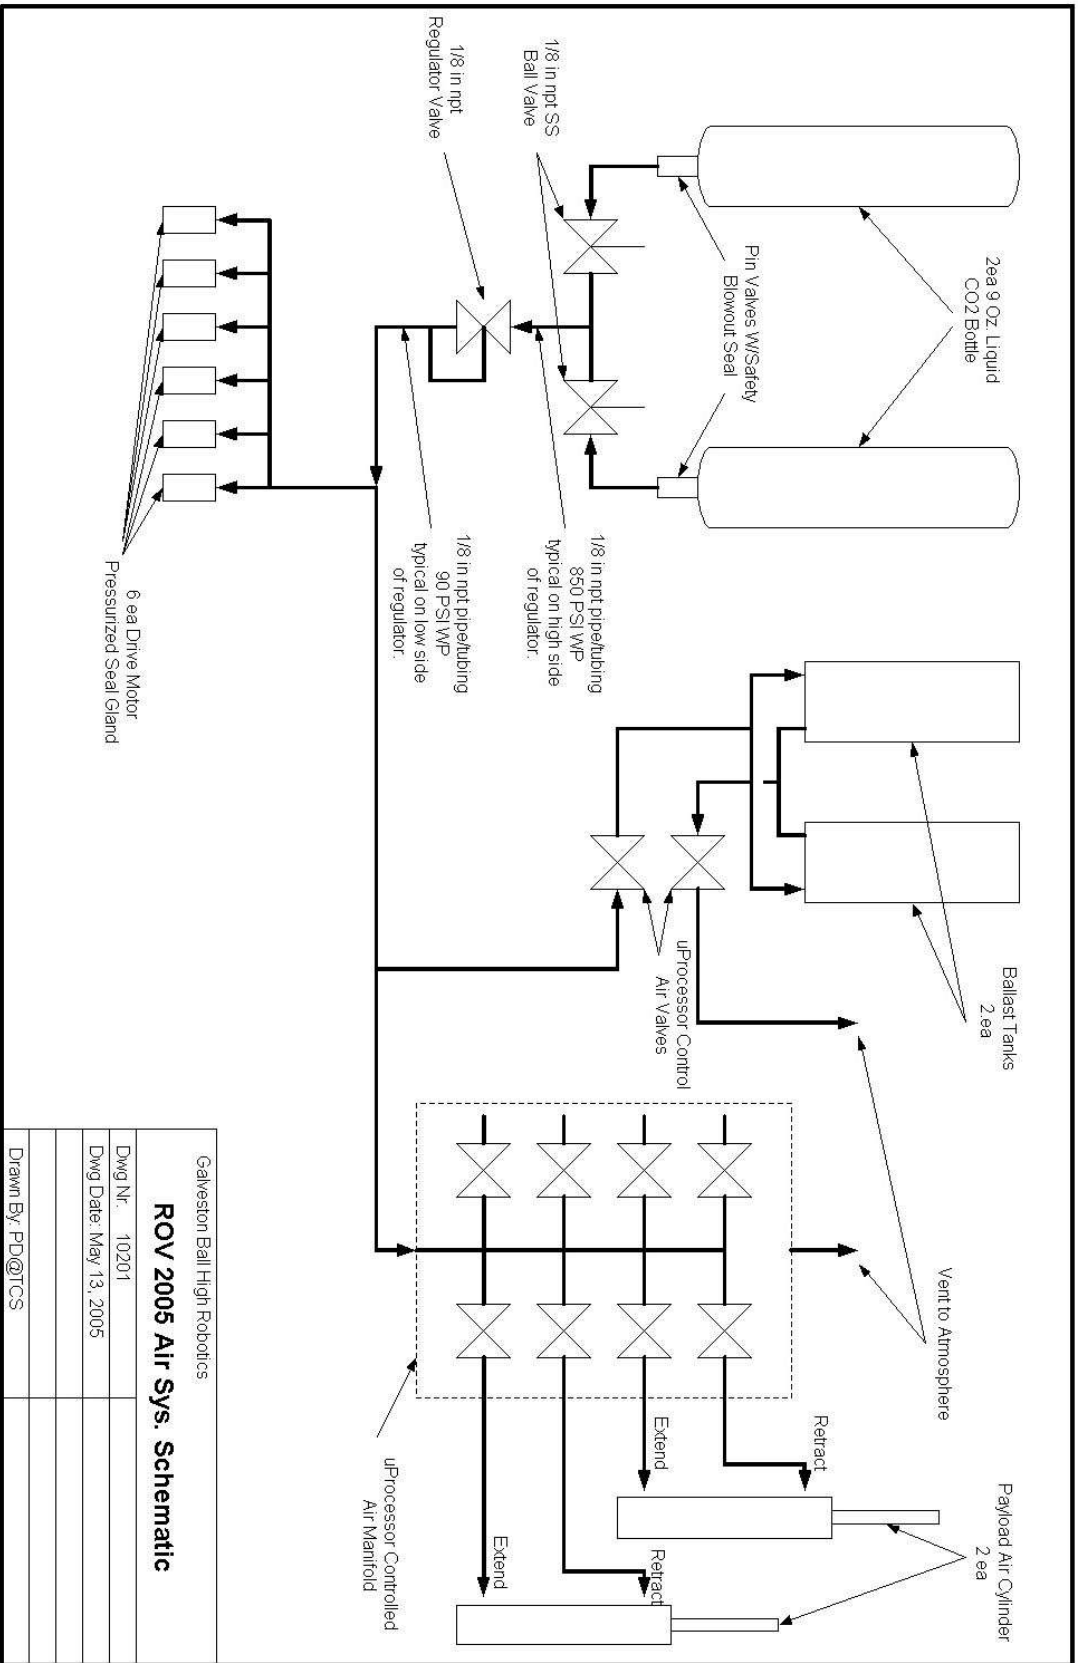 2ea 9 Oz. Liquid
CO2 Bottle
Pin Valves W/Safety
Blowout Seal
1/8 in npt SS
Ball Valve
1/8 in npt
Regulator Valve
1/8 in npt pipe/tubing
850 PSI WP
typical on high side
of regulator.
1/8 in npt pipe/tubing
90 PSI WP
typical on low side
of regulator.
6 ea Drive Motor
Pressurized Seal Gland
Ballast Tanks
2.ea
uProcessor Control
Air Valves
Vent to Atmosphere
Payload Air Cylinder
2 ea
Retract
Extend
Retract
Extend
uProcessor Controlled
Air Manifold
Galveston Ball High Robotics
ROV 2005 Air Sys. Schematic
Dwg Nr. 10201
Dwg Date: May 13, 2005
Drawn By: PD@TCS